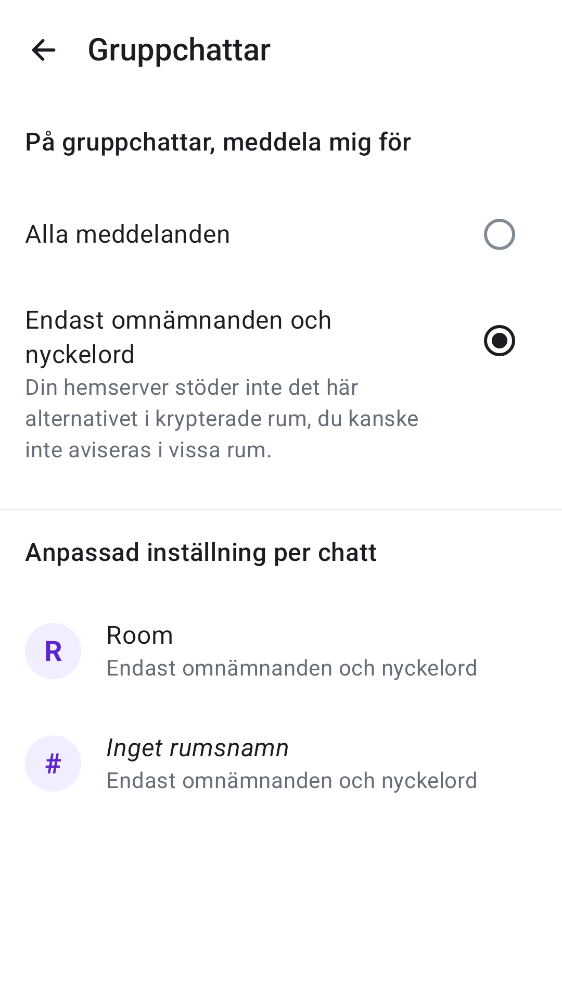 Gruppchattar
På gruppchattar, meddela mig för
Alla meddelanden
Endast omnämnanden och
nyckelord
Din hemserver stöder inte det här
alternativet i krypterade rum, du kanske
inte aviseras i vissa rum.
Anpassad inställning per chatt
R
Room
Endast omnämnanden och nyckelord
#
Inget rumsnamn
Endast omnämnanden och nyckelord